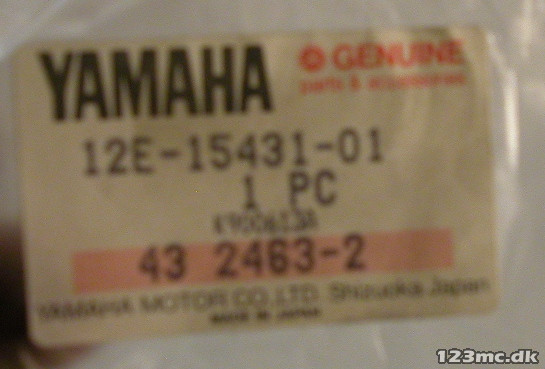 YAMAHA
GENUINE
parts & accessories
12E-15431-01
1 PC
K900613A
43 2463-2
YAMAHA MOTOR CO., LTD. Shizuoka Japan
MADE IN JAPAN
123mc.dk